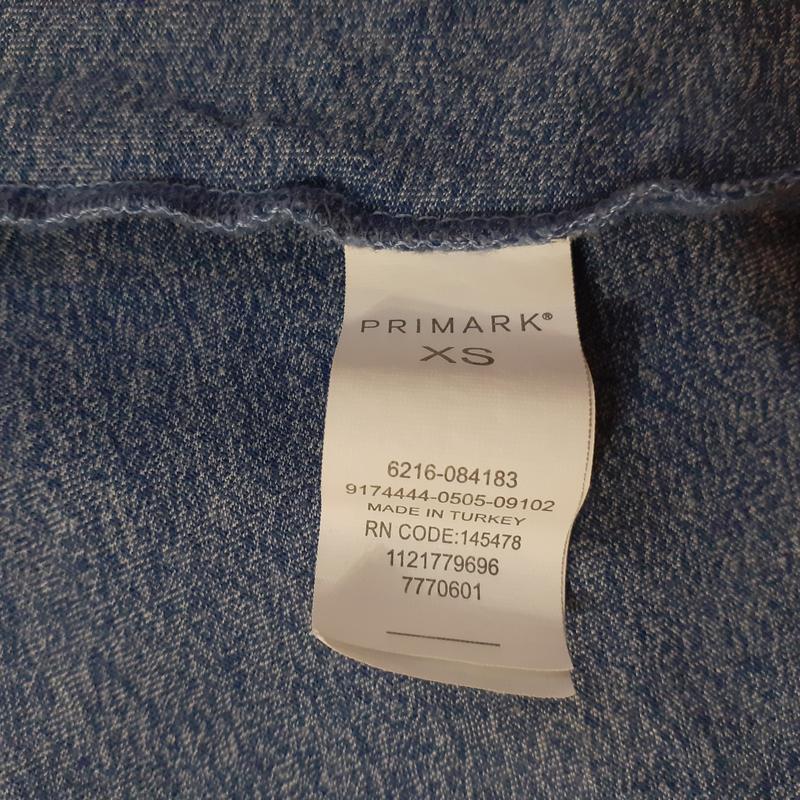 PRIMARK®
XS
6216-084183
9174444-0505-09102
MADE IN TURKEY
RN CODE:145478
1121779696
7770601